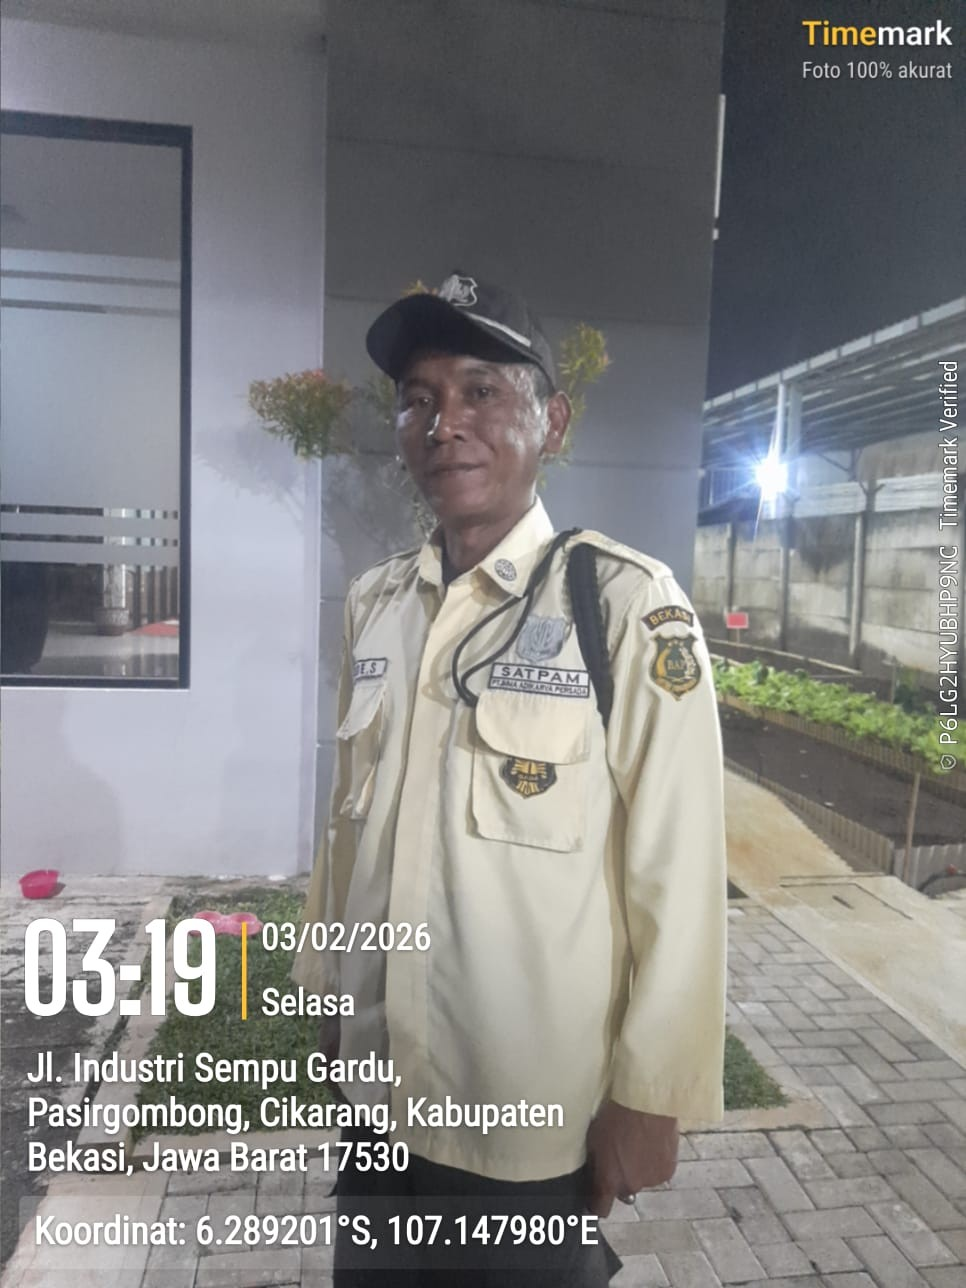 Timemark
Foto 100% akurat
P6LG2HYUBHP9NC Timemark Verified
BEKASI
BAP
E.S
SATPAM
03:19
03/02/2026
Selasa
Jl. Industri Sempu Gardu,
Pasirgombong, Cikarang, Kabupaten
Bekasi, Jawa Barat 17530
Koordinat: 6.289201°S, 107.147980°E